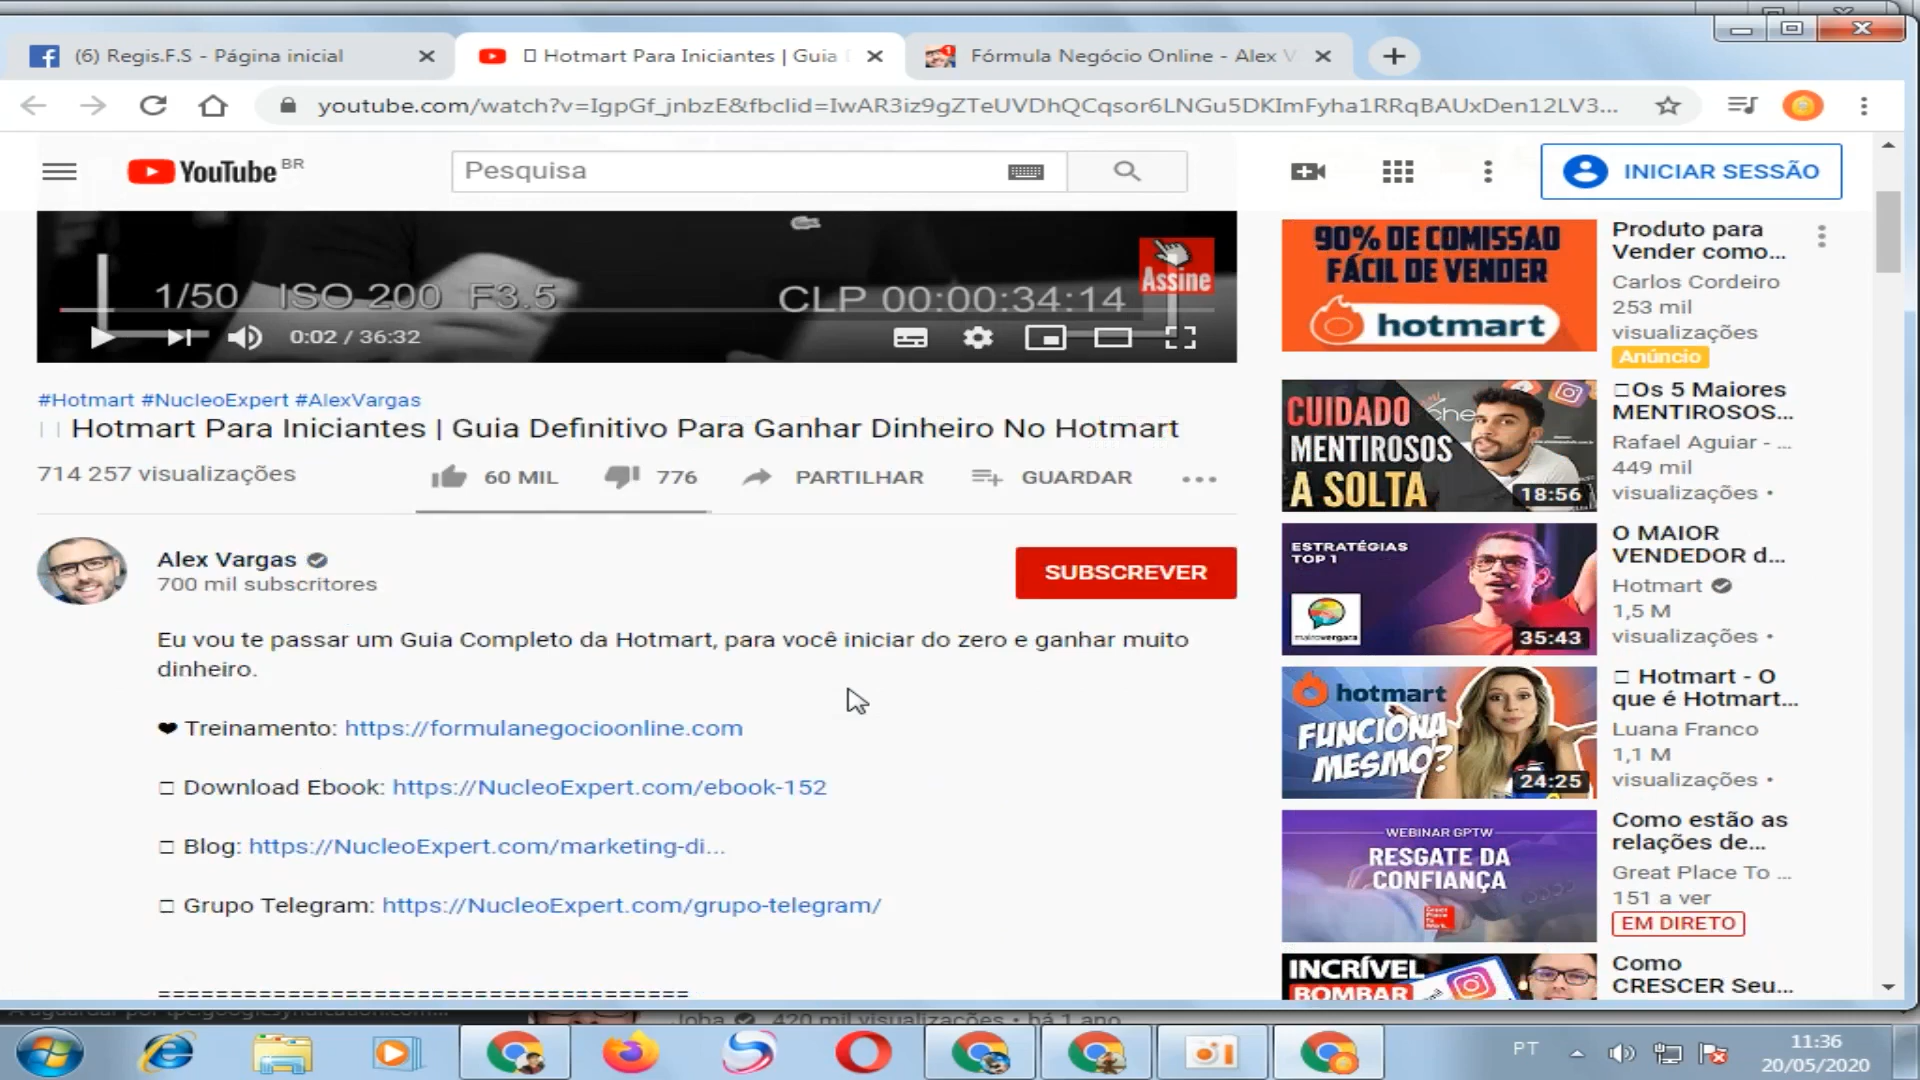 (6) Regis.F.S - Página inicial
Hotmart Para Iniciantes | Guia
Fórmula Negócio Online - Alex V
youtube.com/watch?v=IgpGf_jnbzE&fbclid=IwAR3iz9gZTeUVDhQCqsor6LNGu5DKImFyha1RRqBAUxDen12LV3...
YouTube BR
Pesquisa
INICIAR SESSÃO
1/50 ISO 200 F3.5
CLP 00:00:34:14
Assine
0:02 / 36:32
#Hotmart #NucleoExpert #AlexVargas
Hotmart Para Iniciantes | Guia Definitivo Para Ganhar Dinheiro No Hotmart
714 257 visualizações
60 MIL
776
PARTILHAR
GUARDAR
Alex Vargas
700 mil subscritores
SUBSCREVER
Eu vou te passar um Guia Completo da Hotmart, para você iniciar do zero e ganhar muito
dinheiro.
❤ Treinamento: https://formulanegocioonline.com
□ Download Ebook: https://NucleoExpert.com/ebook-152
□ Blog: https://NucleoExpert.com/marketing-di...
□ Grupo Telegram: https://NucleoExpert.com/grupo-telegram/
=====================================
90% DE COMISSÃO
FÁCIL DE VENDER
hotmart
Produto para
Vender como...
Carlos Cordeiro
253 mil
visualizações
Anúncio
CUIDADO
MENTIROSOS
A SOLTA
18:56
□Os 5 Maiores
MENTIROSOS...
Rafael Aguiar - ...
449 mil
visualizações •
ESTRATÉGIAS
TOP 1
mairovergara
35:43
O MAIOR
VENDEDOR d...
Hotmart
1,5 M
visualizações •
hotmart
FUNCIONA
MESMO?
24:25
□ Hotmart - O
que é Hotmart...
Luana Franco
1,1 M
visualizações •
WEBINAR GPTW
RESGATE DA
CONFIANÇA
Como estão as
relações de...
Great Place To ...
151 a ver
EM DIRETO
INCRÍVEL
BOMBAR
Como
CRESCER Seu...
420 mil visualizações • há 1 ano
PT
11:36
20/05/2020